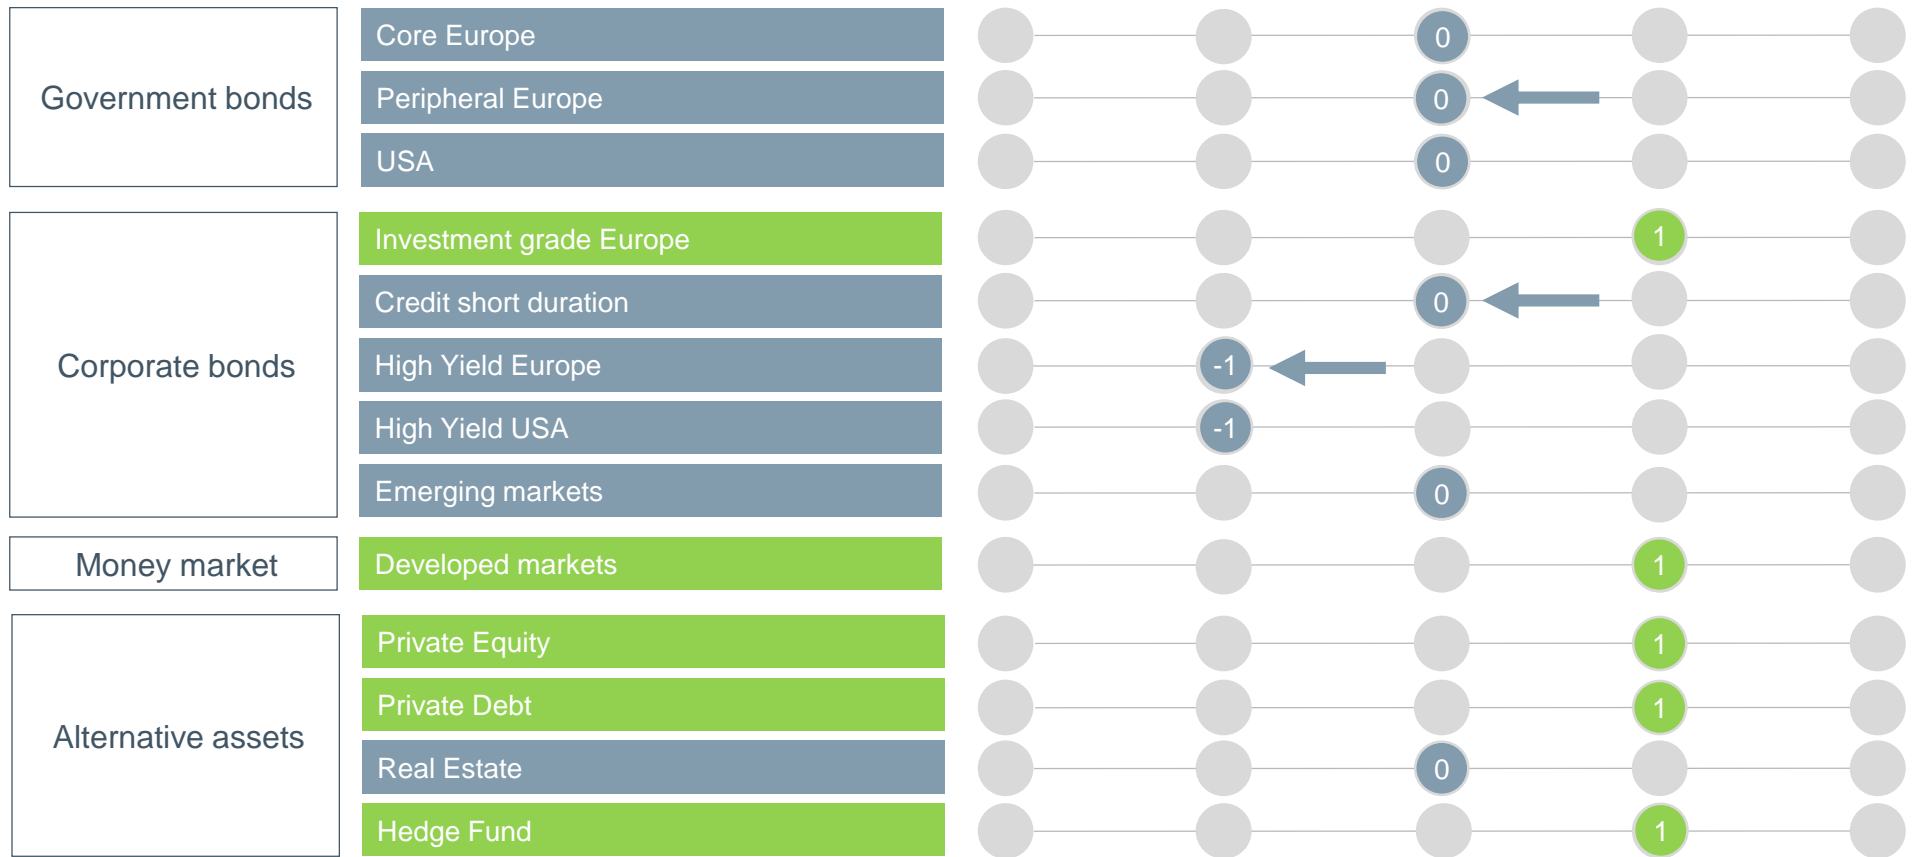 Government bonds
Core Europe 0
Peripheral Europe 0
USA 0
Corporate bonds
Investment grade Europe 1
Credit short duration 0
High Yield Europe -1
High Yield USA -1
Emerging markets 0
Money market
Developed markets 1
Alternative assets
Private Equity 1
Private Debt 1
Real Estate 0
Hedge Fund 1